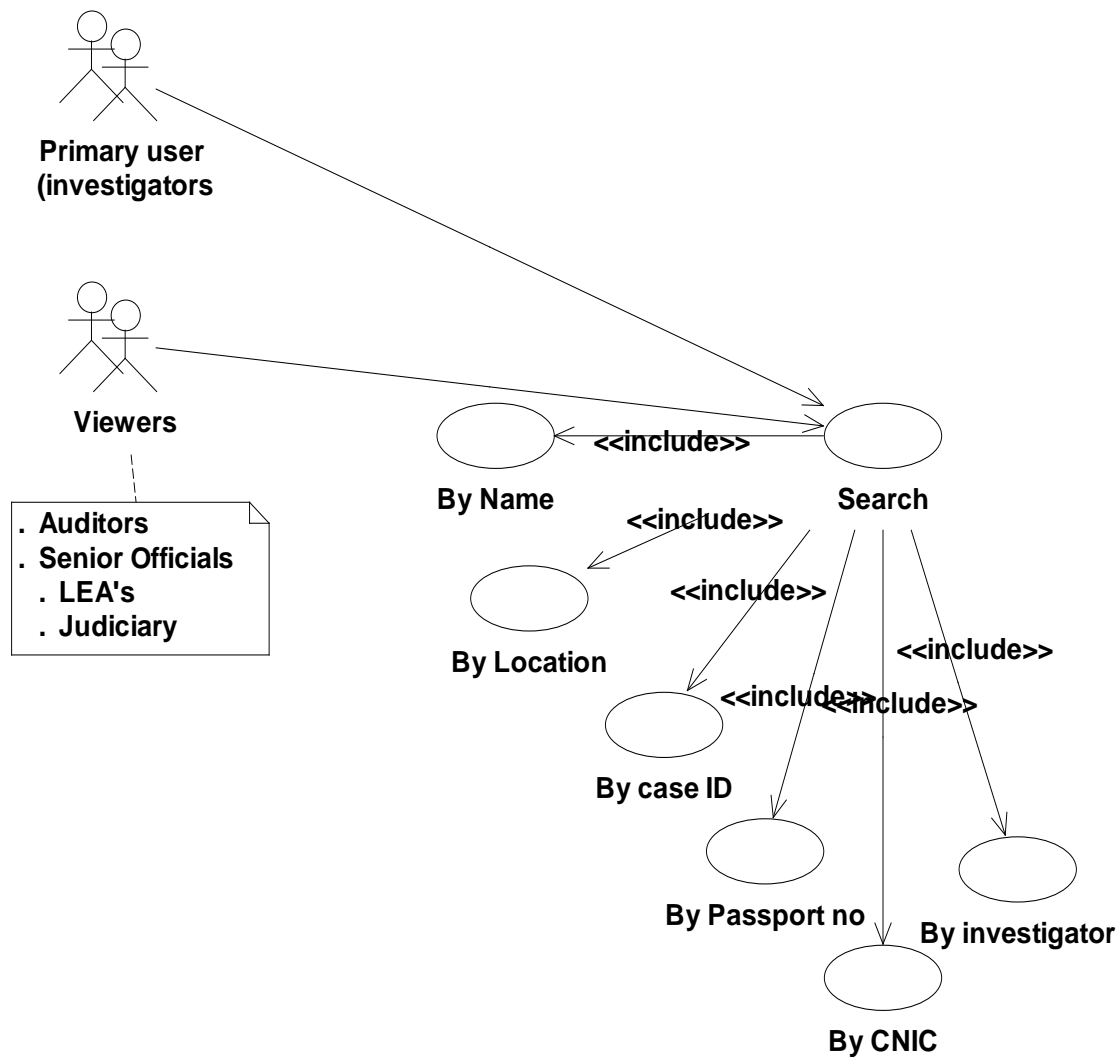 Primary user
(investigators
Viewers
. Auditors
. Senior Officials
. LEA's
. Judiciary
<<include>>
By Name
Search
<<include>>
By Location
<<include>>
By case ID
<<include>>
<<include>>
<<include>>
By Passport no
By investigator
By CNIC